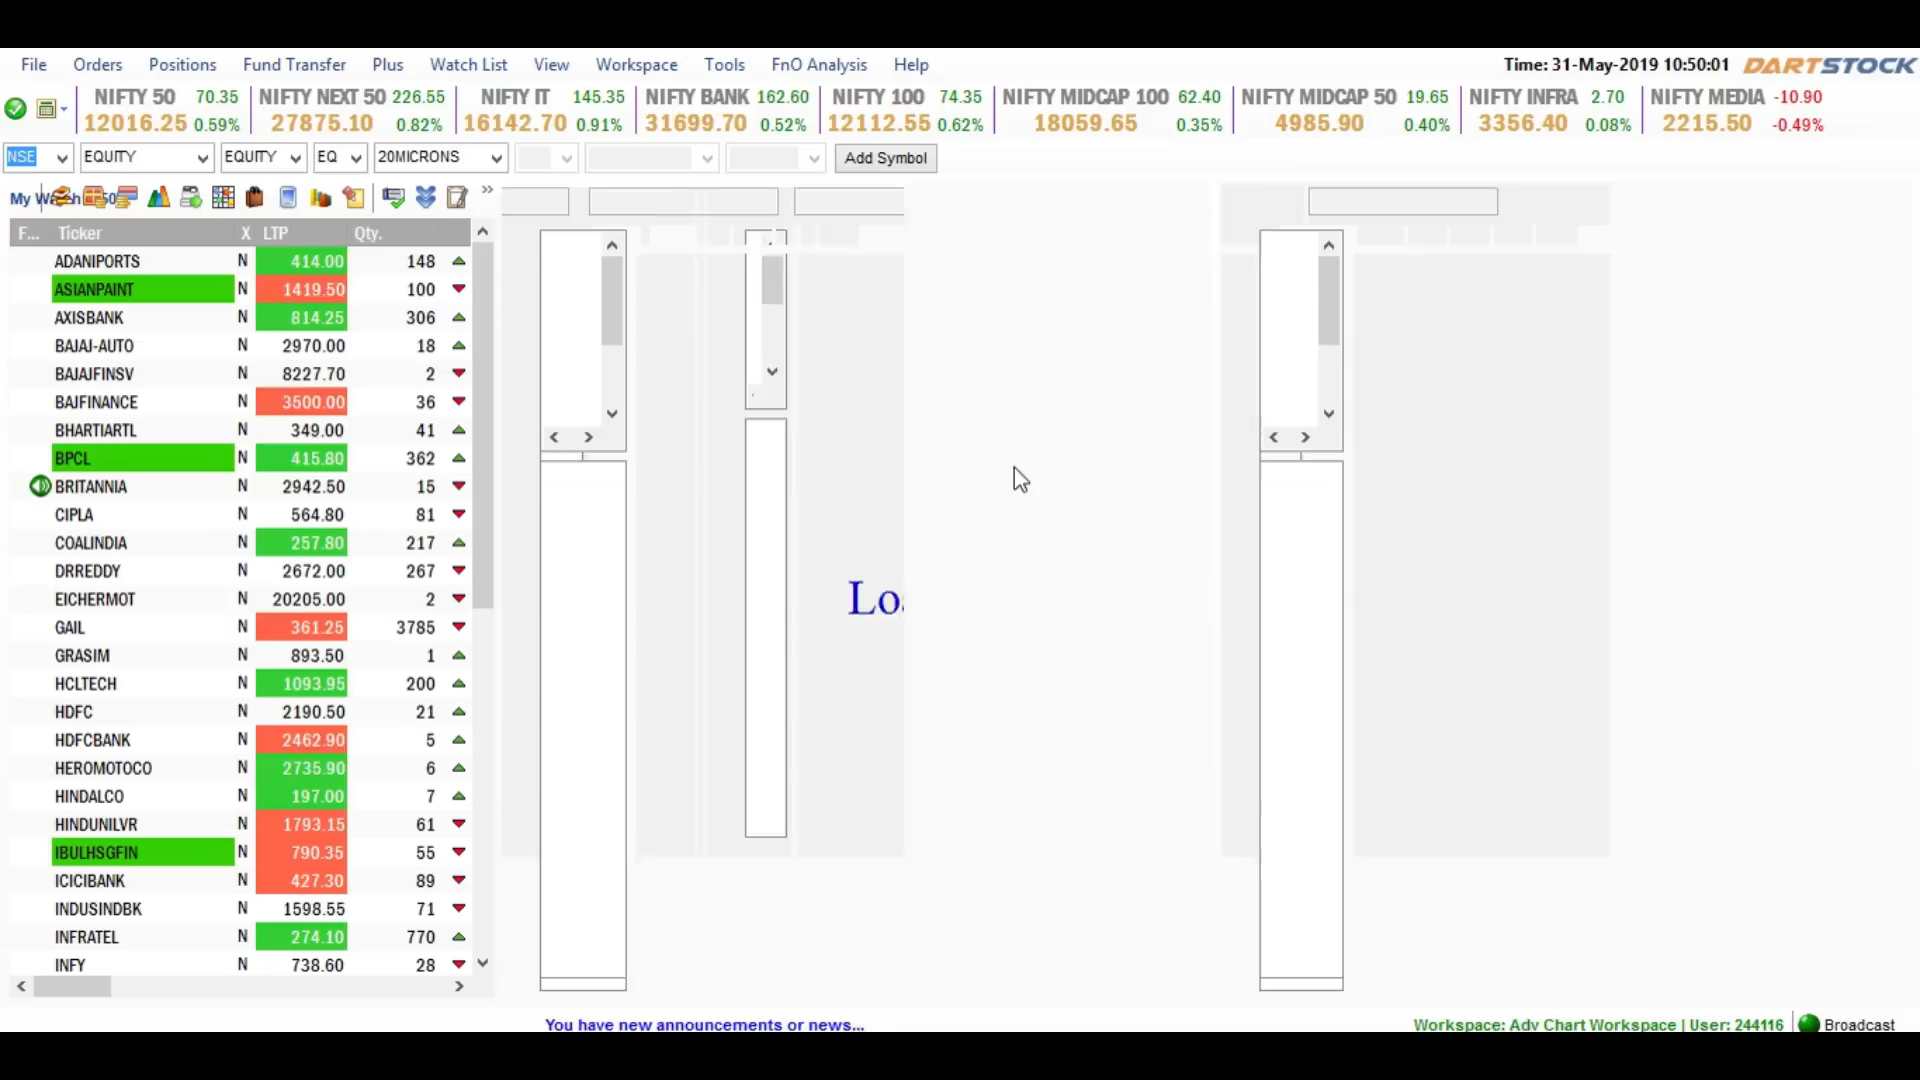 File Orders Positions Fund Transfer Plus Watch List View Workspace Tools FnO Analysis Help Time: 31-May-2019 10:50:01 DARTSTOCK
NIFTY 50 70.35 NIFTY NEXT 50 226.55 NIFTY IT 145.35 NIFTY BANK 162.60 NIFTY 100 74.35 NIFTY MIDCAP 100 62.40 NIFTY MIDCAP 50 19.65 NIFTY INFRA 2.70 NIFTY MEDIA -10.90
12016.25 0.59% 27875.10 0.82% 16142.70 0.91% 31699.70 0.52% 12112.55 0.62% 18059.65 0.35% 4985.90 0.40% 3356.40 0.08% 2215.50 -0.49%
NSE EQUITY EQUITY EQ 20MICRONS Add Symbol
My
F... Ticker X LTP Qty.
ADANIPORTS N 414.00 148
ASIANPAINT N 1419.50 100
AXISBANK N 814.25 306
BAJAJ-AUTO N 2970.00 18
BAJAJFINSV N 8227.70 2
BAJFINANCE N 3500.00 36
BHARTIARTL N 349.00 41
BPCL N 415.80 362
BRITANNIA N 2942.50 15
CIPLA N 564.80 81
COALINDIA N 257.80 217
DRREDDY N 2672.00 267
EICHERMOT N 20205.00 2
GAIL N 361.25 3785
GRASIM N 893.50 1
HCLTECH N 1093.95 200
HDFC N 2190.50 21
HDFCBANK N 2462.90 5
HEROMOTOCO N 2735.90 6
HINDALCO N 197.00 7
HINDUNILVR N 1793.15 61
IBULHSGFIN N 790.35 55
ICICIBANK N 427.30 89
INDUSINDBK N 1598.55 71
INFRATEL N 274.10 770
INFY N 738.60 28
You have new announcements or news... Workspace: Adv Chart Workspace | User: 244116 Broadcast